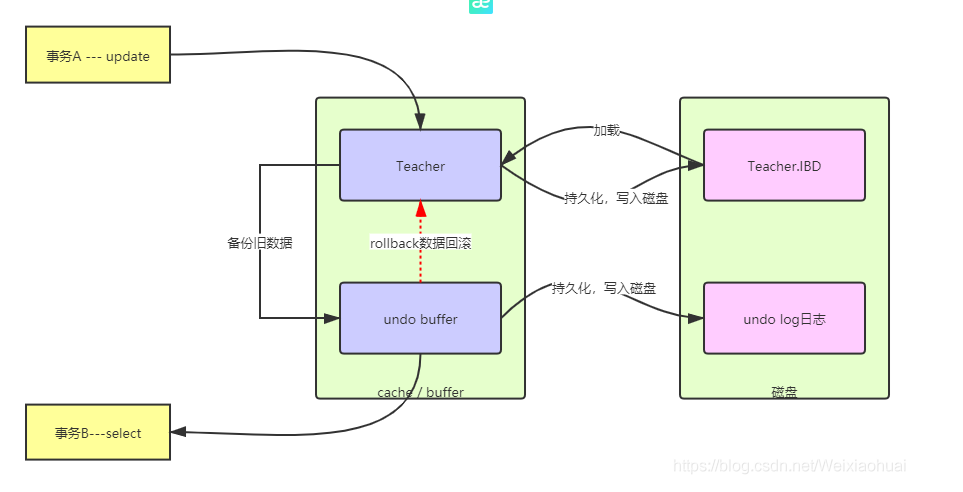 æ
事务A --- update
Teacher
加载
Teacher.IBD
持久化，写入磁盘
备份旧数据
rollback数据回滚
持久化，写入磁盘
undo buffer
undo log日志
cache / buffer
磁盘
事务B---select
https://blog.csdn.net/Weixiaohuai